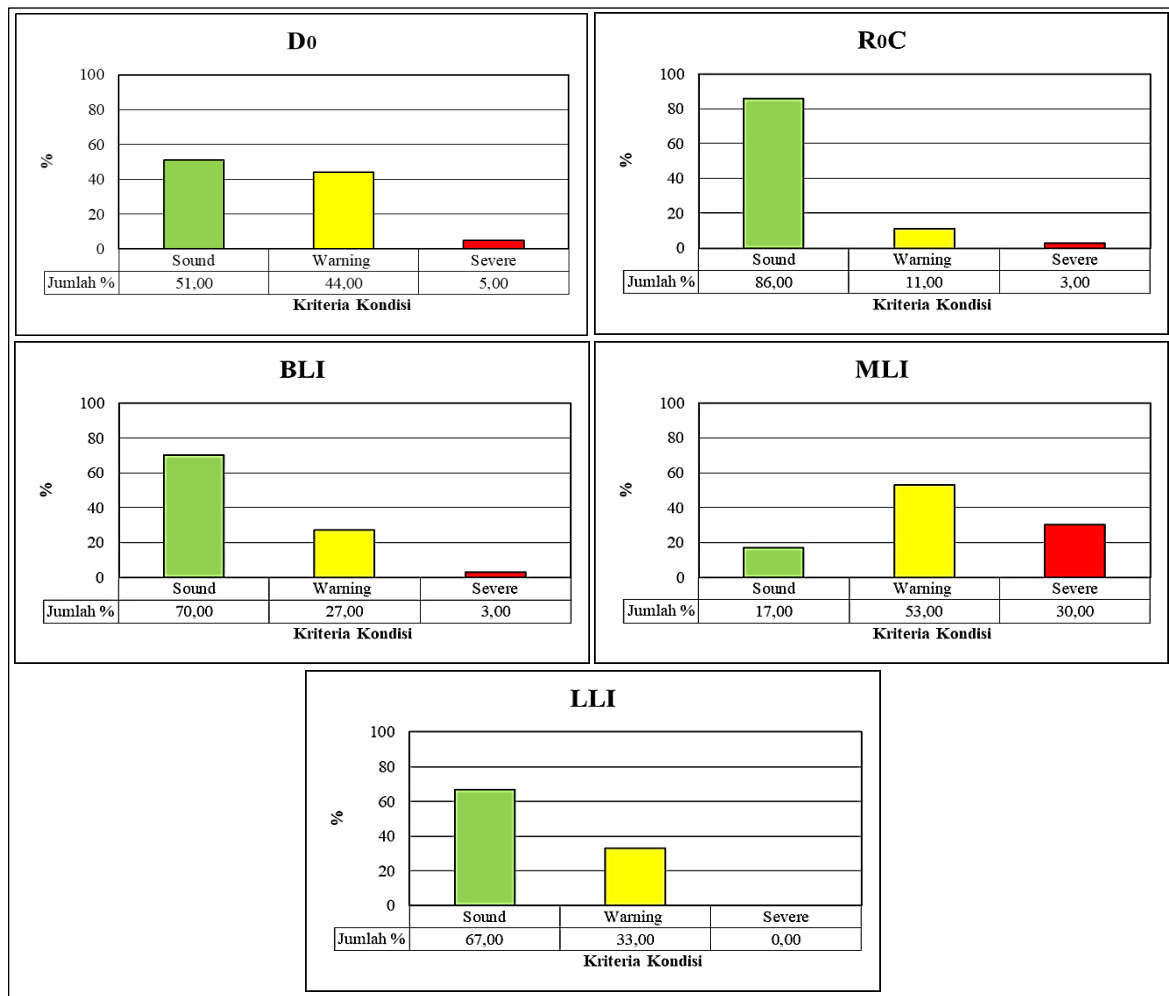 D0
100
80
60
40
20
0
%
Sound Warning Severe
Jumlah % 51,00 44,00 5,00
Kriteria Kondisi
R0C
100
80
60
40
20
0
%
Sound Warning Severe
Jumlah % 86,00 11,00 3,00
Kriteria Kondisi
BLI
100
80
60
40
20
0
%
Sound Warning Severe
Jumlah % 70,00 27,00 3,00
Kriteria Kondisi
MLI
100
80
60
40
20
0
%
Sound Warning Severe
Jumlah % 17,00 53,00 30,00
Kriteria Kondisi
LLI
100
80
60
40
20
0
%
Sound Warning Severe
Jumlah % 67,00 33,00 0,00
Kriteria Kondisi